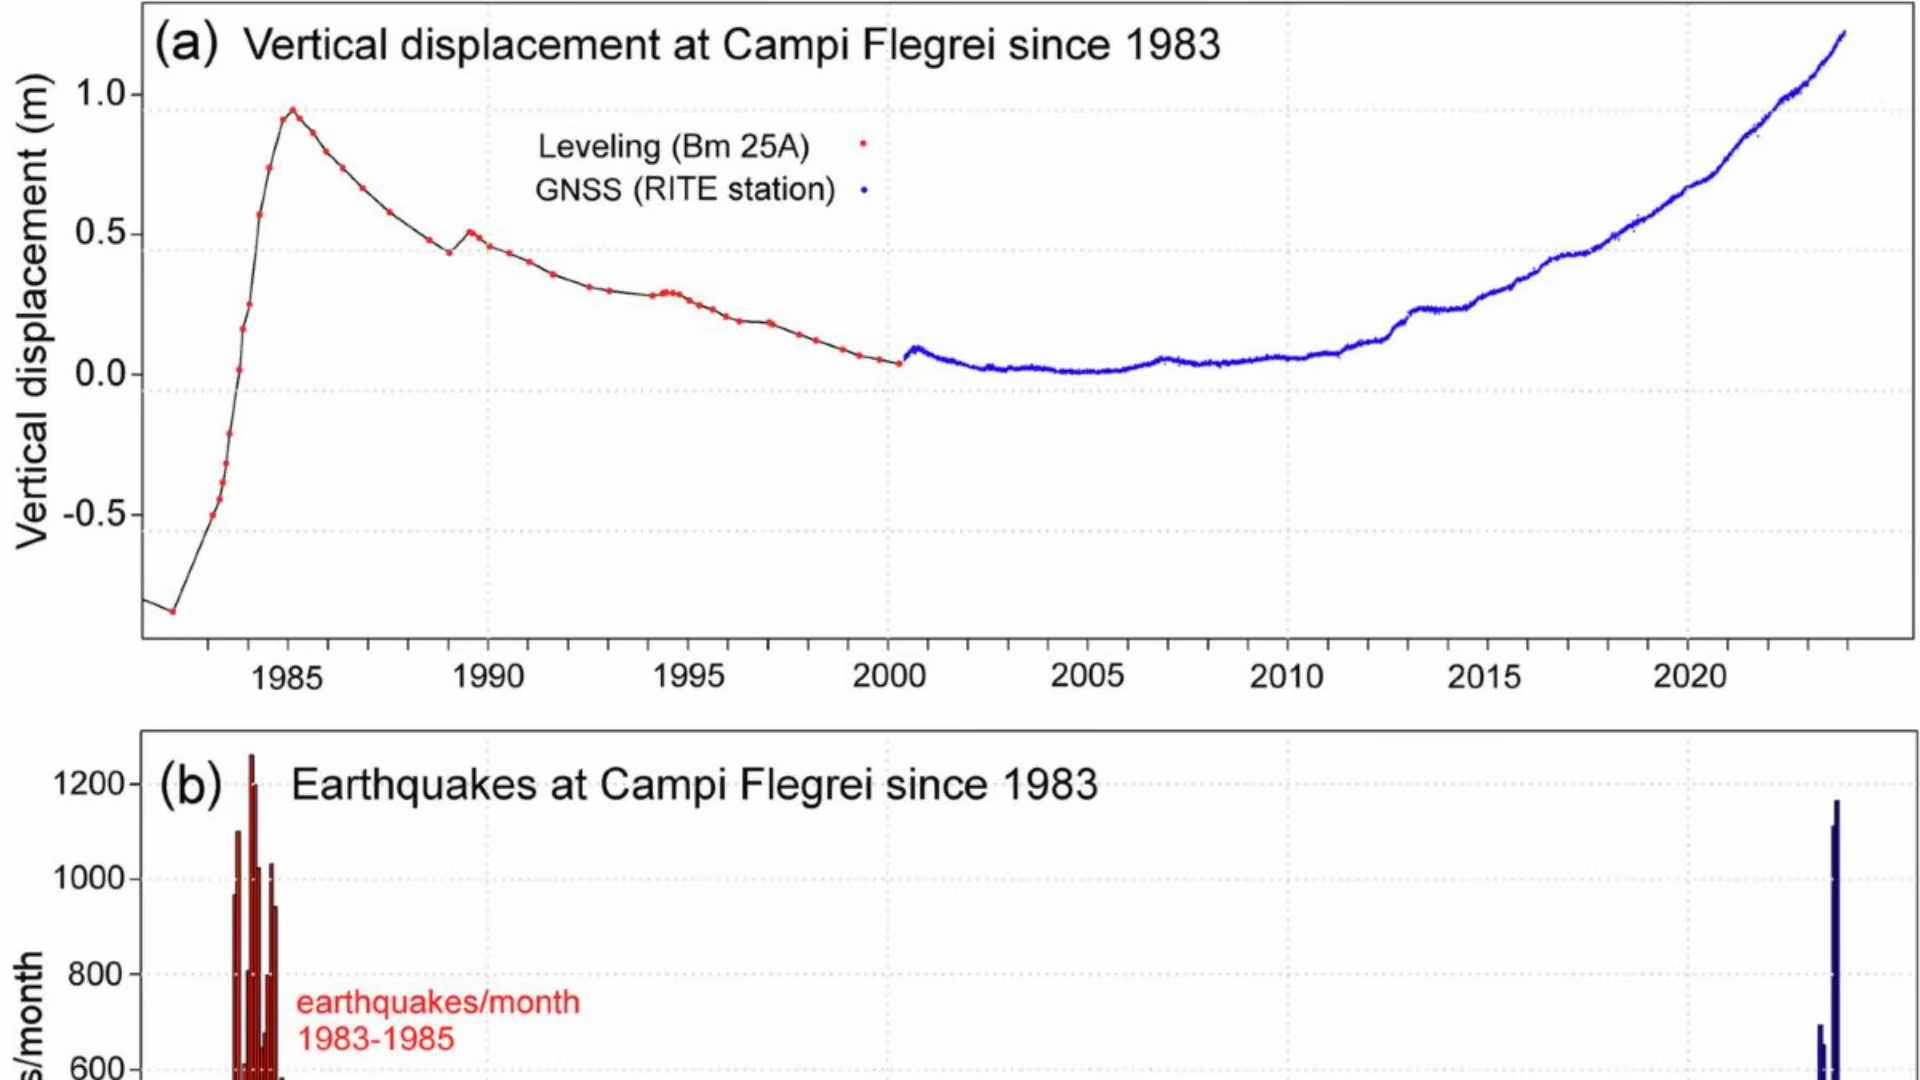 (a) Vertical displacement at Campi Flegrei since 1983
Vertical displacement (m)
1.0
0.5
0.0
-0.5
Leveling (Bm 25A)
GNSS (RITE station)
1985 1990 1995 2000 2005 2010 2015 2020
(b) Earthquakes at Campi Flegrei since 1983
1200
1000
800
600
s/month
earthquakes/month
1983-1985